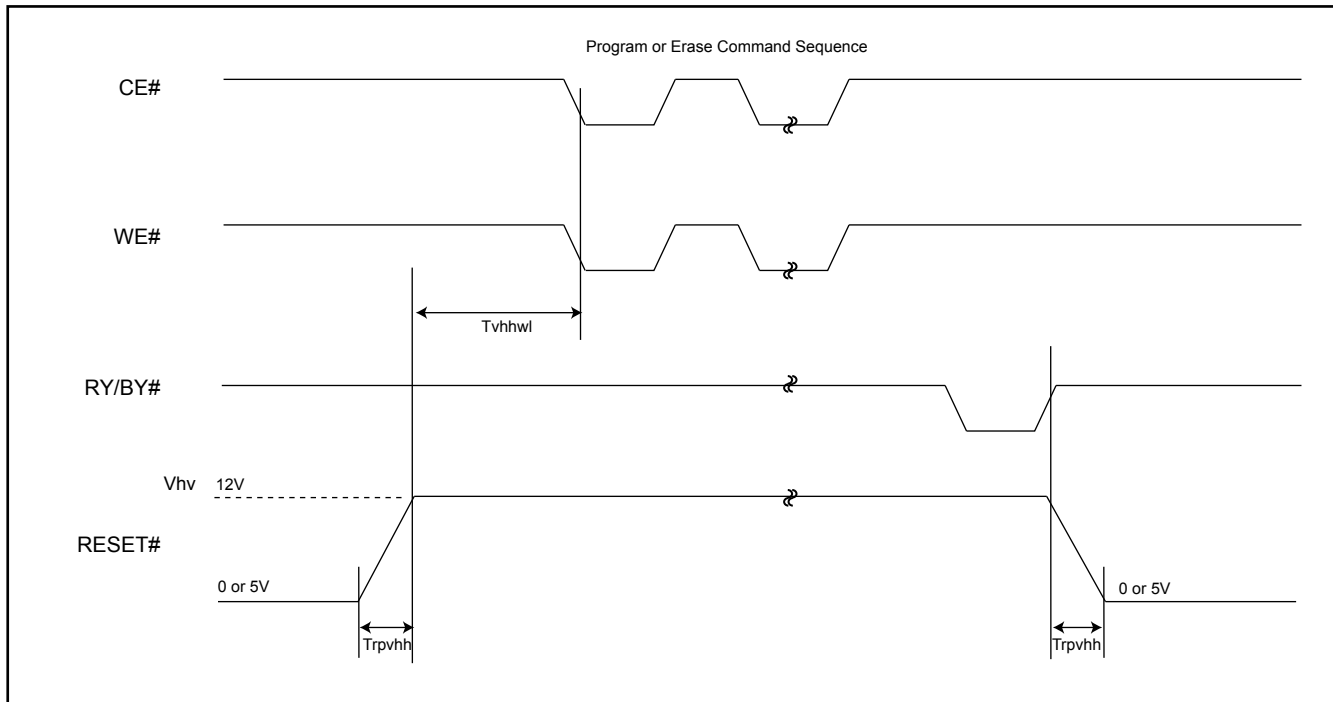 Program or Erase Command Sequence
CE#
WE#
Tvhhwl
RY/BY#
Vhv 12V
RESET#
0 or 5V
0 or 5V
Trpvhh
Trpvhh